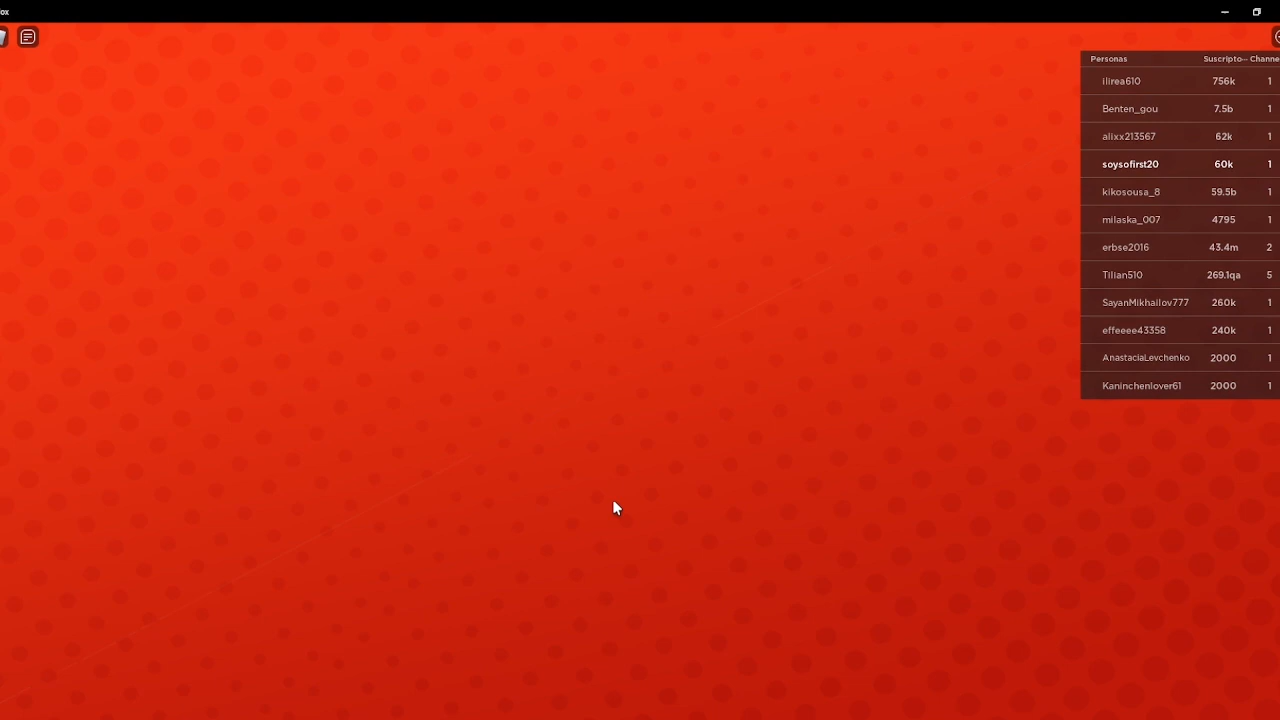 Personas Suscripto... Channe
ilirea610 756k 1
Benten_gou 7.5b 1
alixx213567 62k 1
soysofirst20 60k 1
kikosousa_8 59.5b 1
milaska_007 4795 1
erbse2016 43.4m 2
Tilian510 269.1qa 5
SayanMikhailov777 260k 1
effeeee43358 240k 1
AnastaciaLevchenko 2000 1
Kaninchenlover61 2000 1